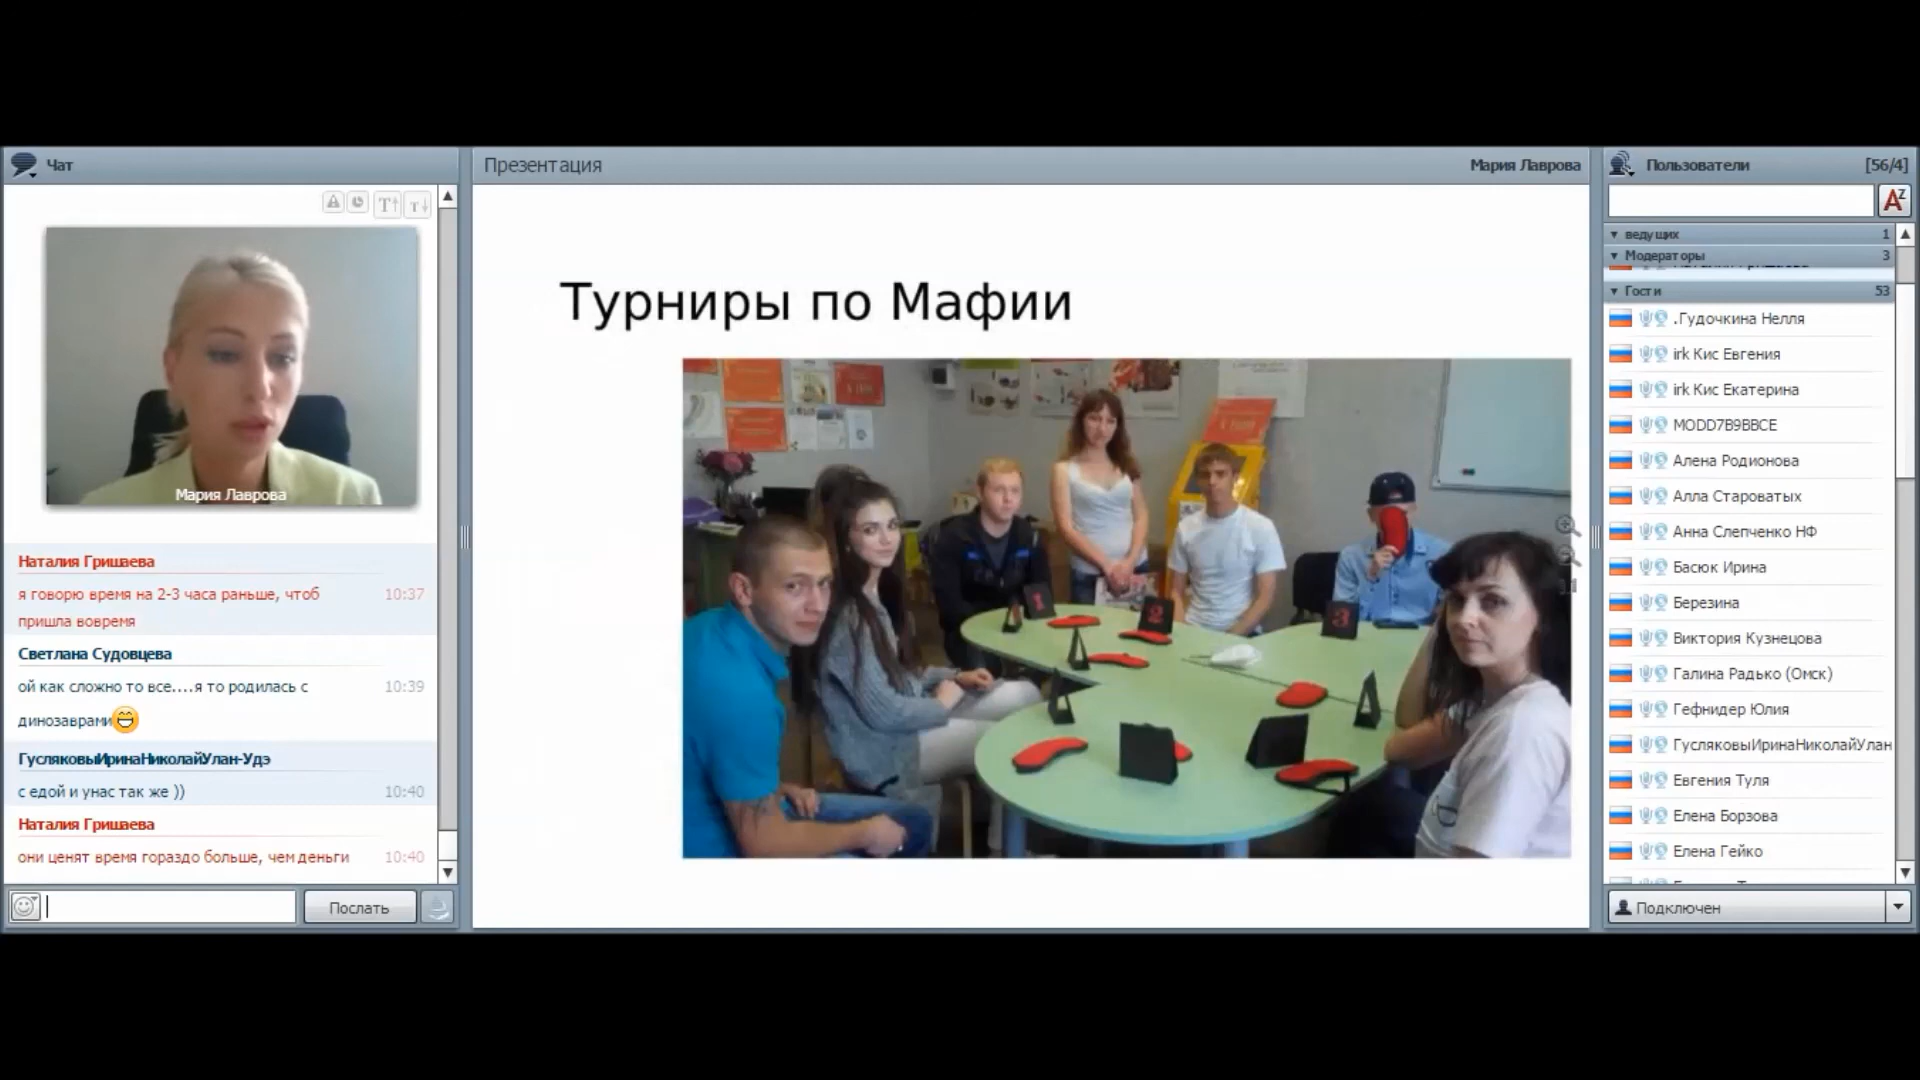 Чат
Мария Лаврова
Наталия Гришаева
я говорю время на 2-3 часа раньше, чтоб 10:37
пришла вовремя
Светлана Судовцева
ой как сложно то все....я то родилась с 10:39
динозаврами
ГусляковыИринаНиколайУлан-Удэ
с едой и унас так же )) 10:40
Наталия Гришаева
они ценят время гораздо больше, чем деньги 10:40
Послать
Презентация
Мария Лаврова
Турниры по Мафии
1
2
3
Пользователи [56/4]
ведущих 1
Модераторы 3
Гости 53
.Гудочкина Нелля
irk Кис Евгения
irk Кис Екатерина
MODD7B9BBCE
Алена Родионова
Алла Староватых
Анна Слепченко НФ
Басюк Ирина
Березина
Виктория Кузнецова
Галина Радько (Омск)
Гефнидер Юлия
ГусляковыИринаНиколайУлан
Евгения Туля
Елена Борзова
Елена Гейко
Подключен